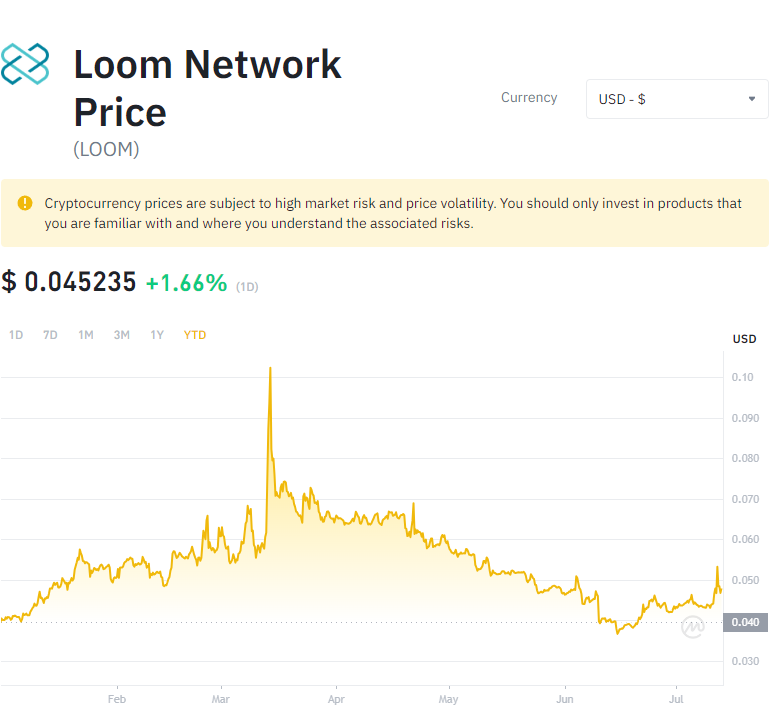 Loom Network
Price
(LOOM)
Currency
USD - $
Cryptocurrency prices are subject to high market risk and price volatility. You should only invest in products that
you are familiar with and where you understand the associated risks.
$ 0.045235 +1.66% (1D)
1D 7D 1M 3M 1Y YTD
USD
0.10
0.090
0.080
0.070
0.060
0.050
0.040
0.030
Feb Mar Apr May Jun Jul